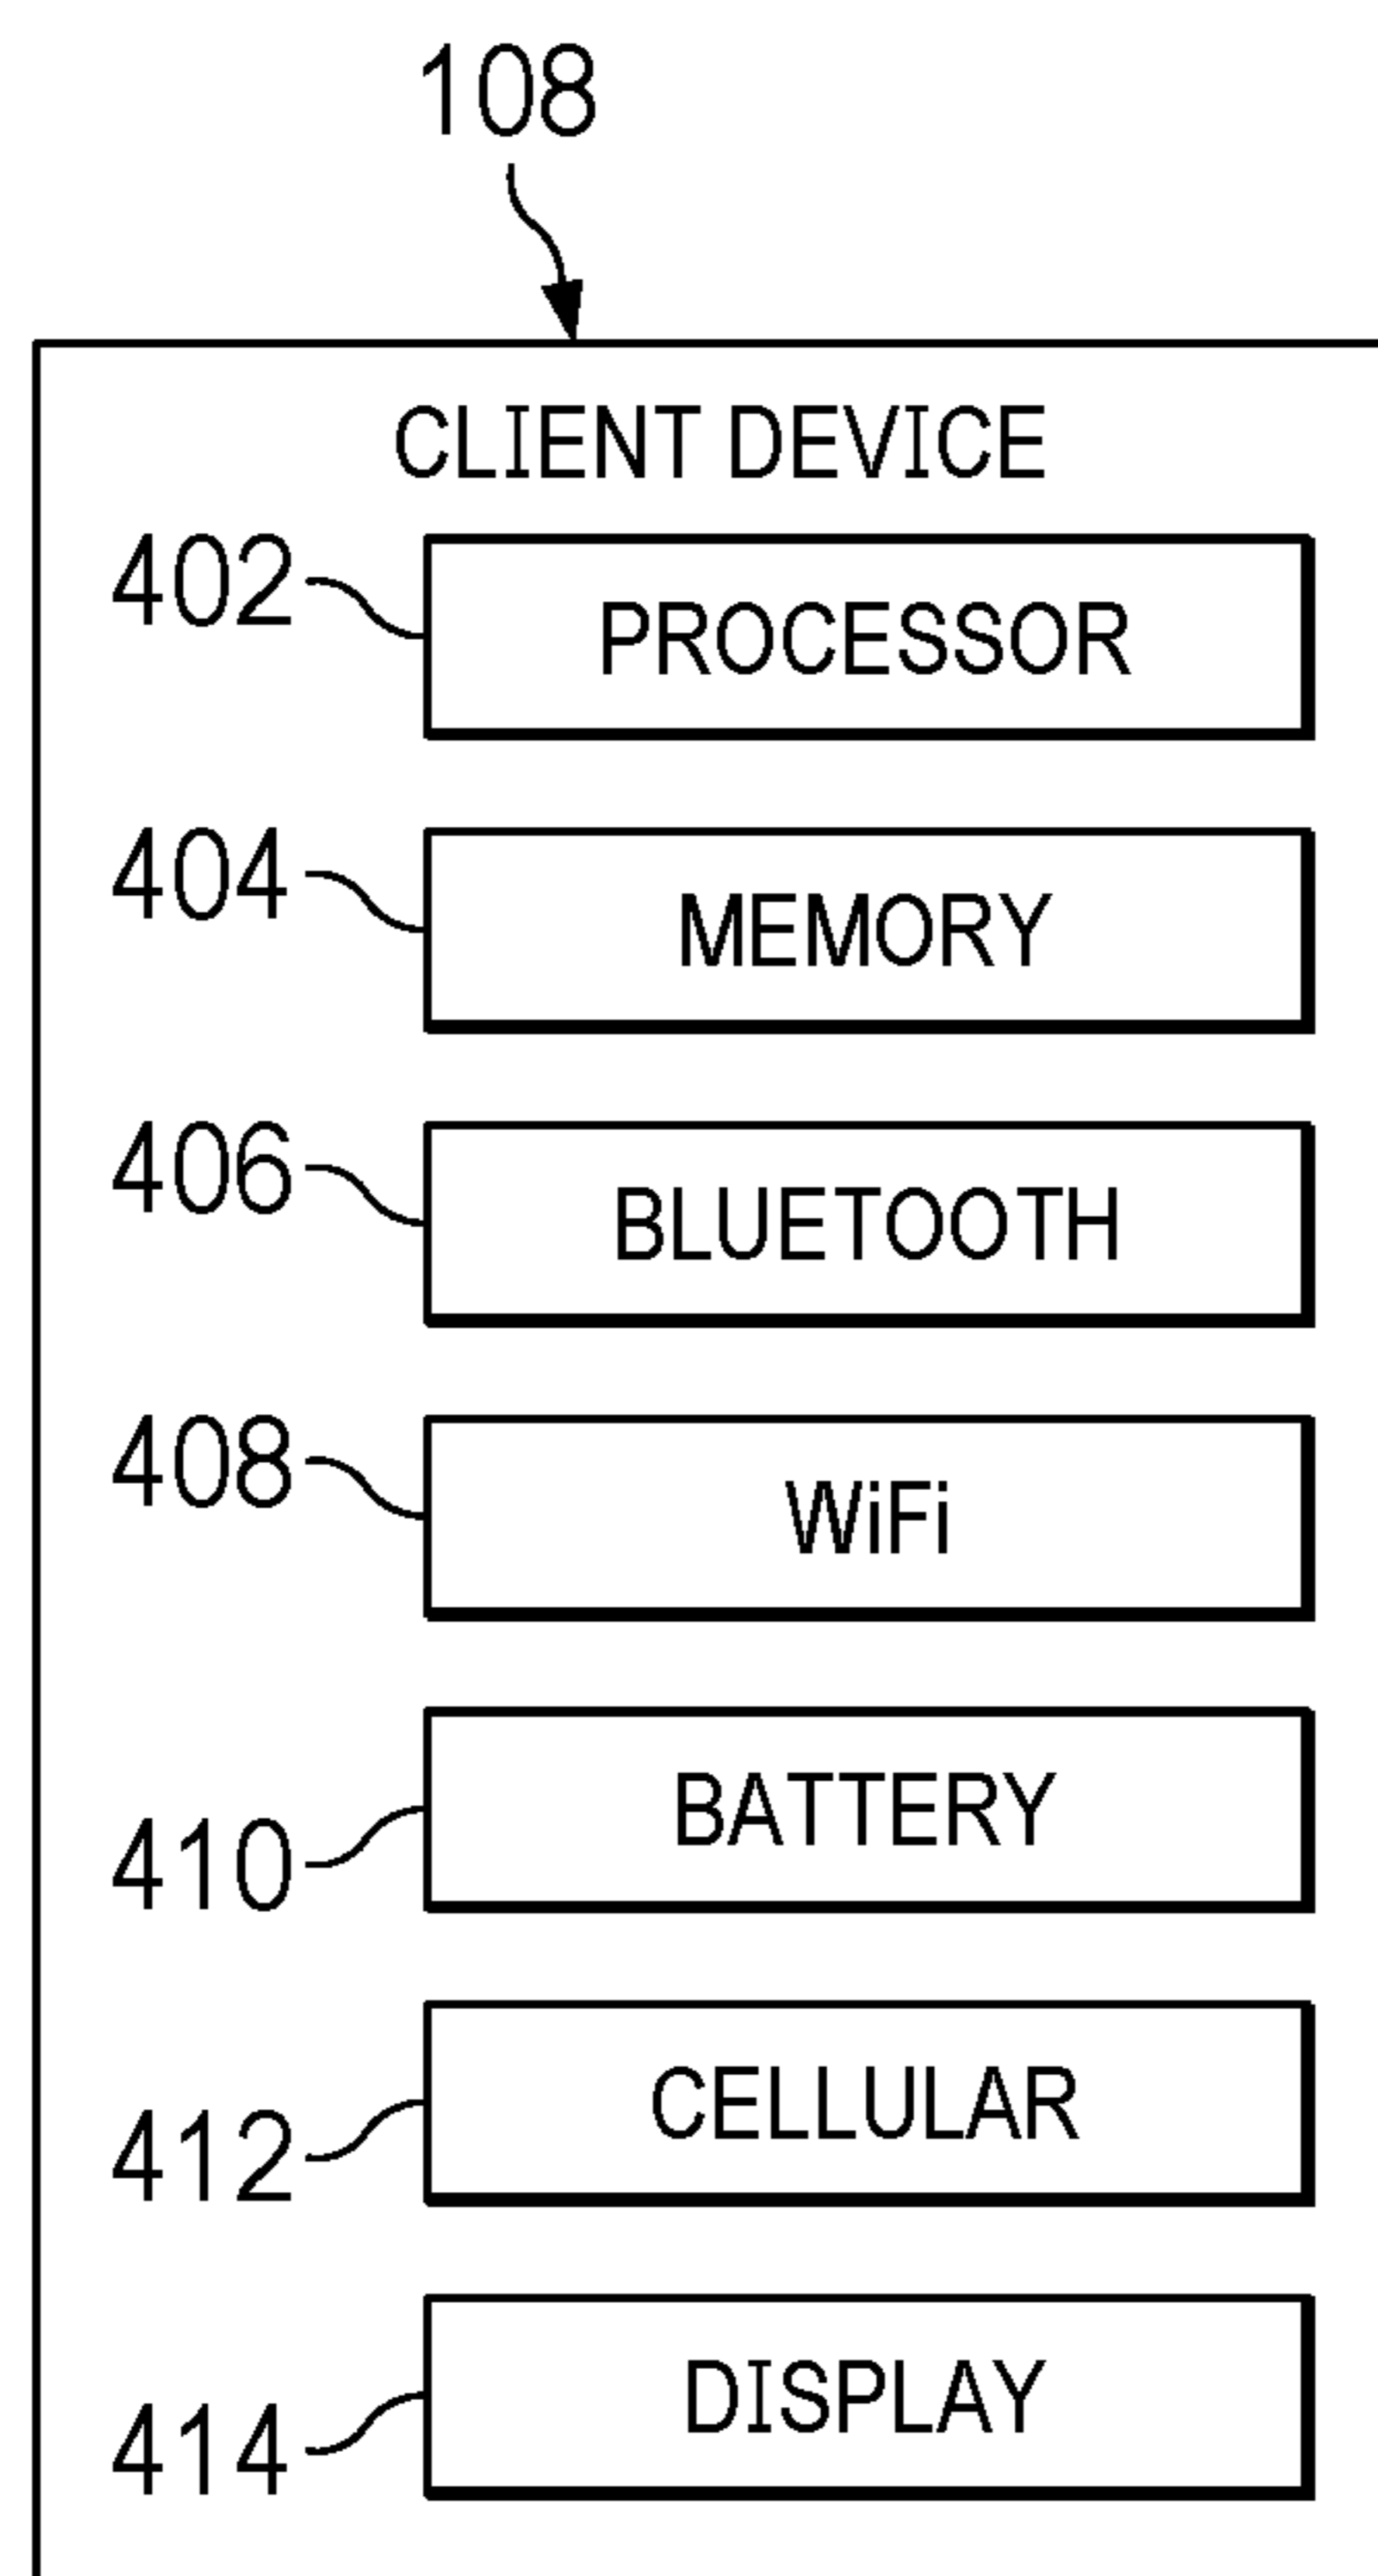 108
CLIENT DEVICE
402 PROCESSOR
404 MEMORY
406 BLUETOOTH
408 WiFi
410 BATTERY
412 CELLULAR
414 DISPLAY